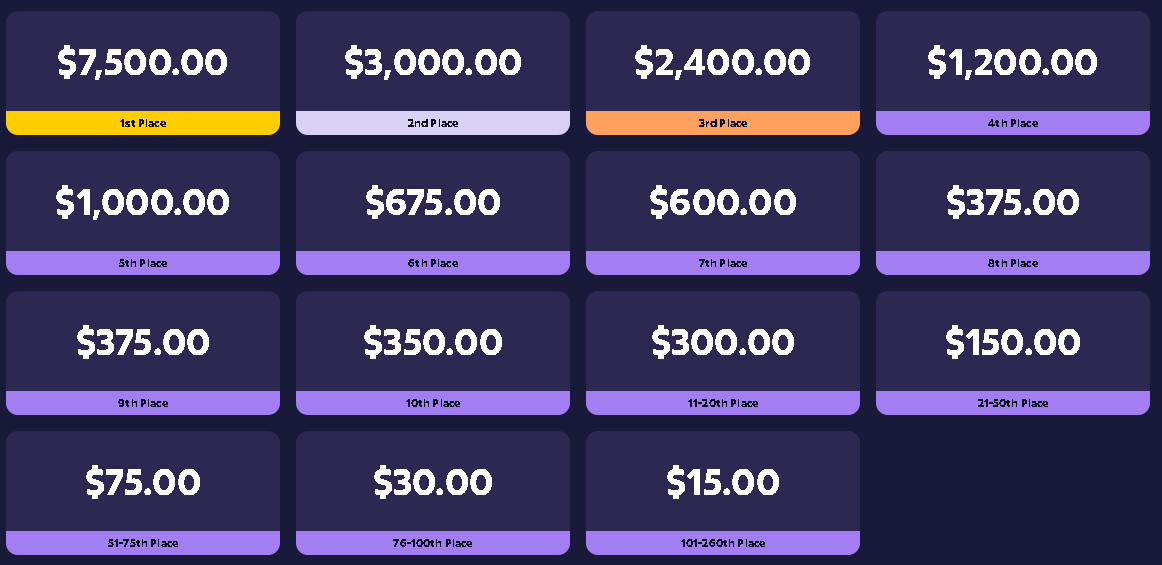 $7,500.00
1st Place
$3,000.00
2nd Place
$2,400.00
3rd Place
$1,200.00
4th Place
$1,000.00
5th Place
$675.00
6th Place
$600.00
7th Place
$375.00
8th Place
$375.00
9th Place
$350.00
10th Place
$300.00
11-20th Place
$150.00
21-50th Place
$75.00
51-75th Place
$30.00
76-100th Place
$15.00
101-260th Place